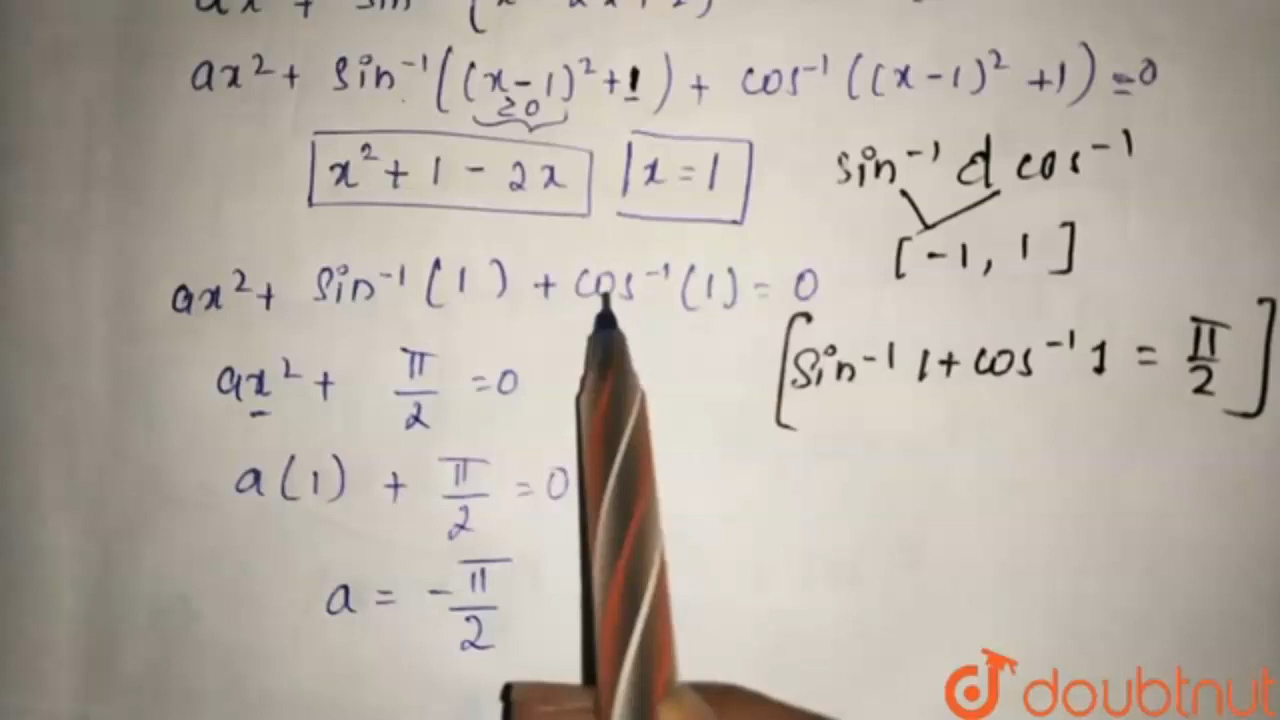 ax² + sin⁻¹((x-1)²+1) + cos⁻¹((x-1)²+1) = 0
≥0
x²+1-2x x=1
sin⁻¹ d cos⁻¹
[-1, 1]
ax² + sin⁻¹(1) + cos⁻¹(1) = 0
[sin⁻¹ 1 + cos⁻¹ 1 = π/2]
ax² + π/2 = 0
a(1) + π/2 = 0
a = -π/2
doubtnut